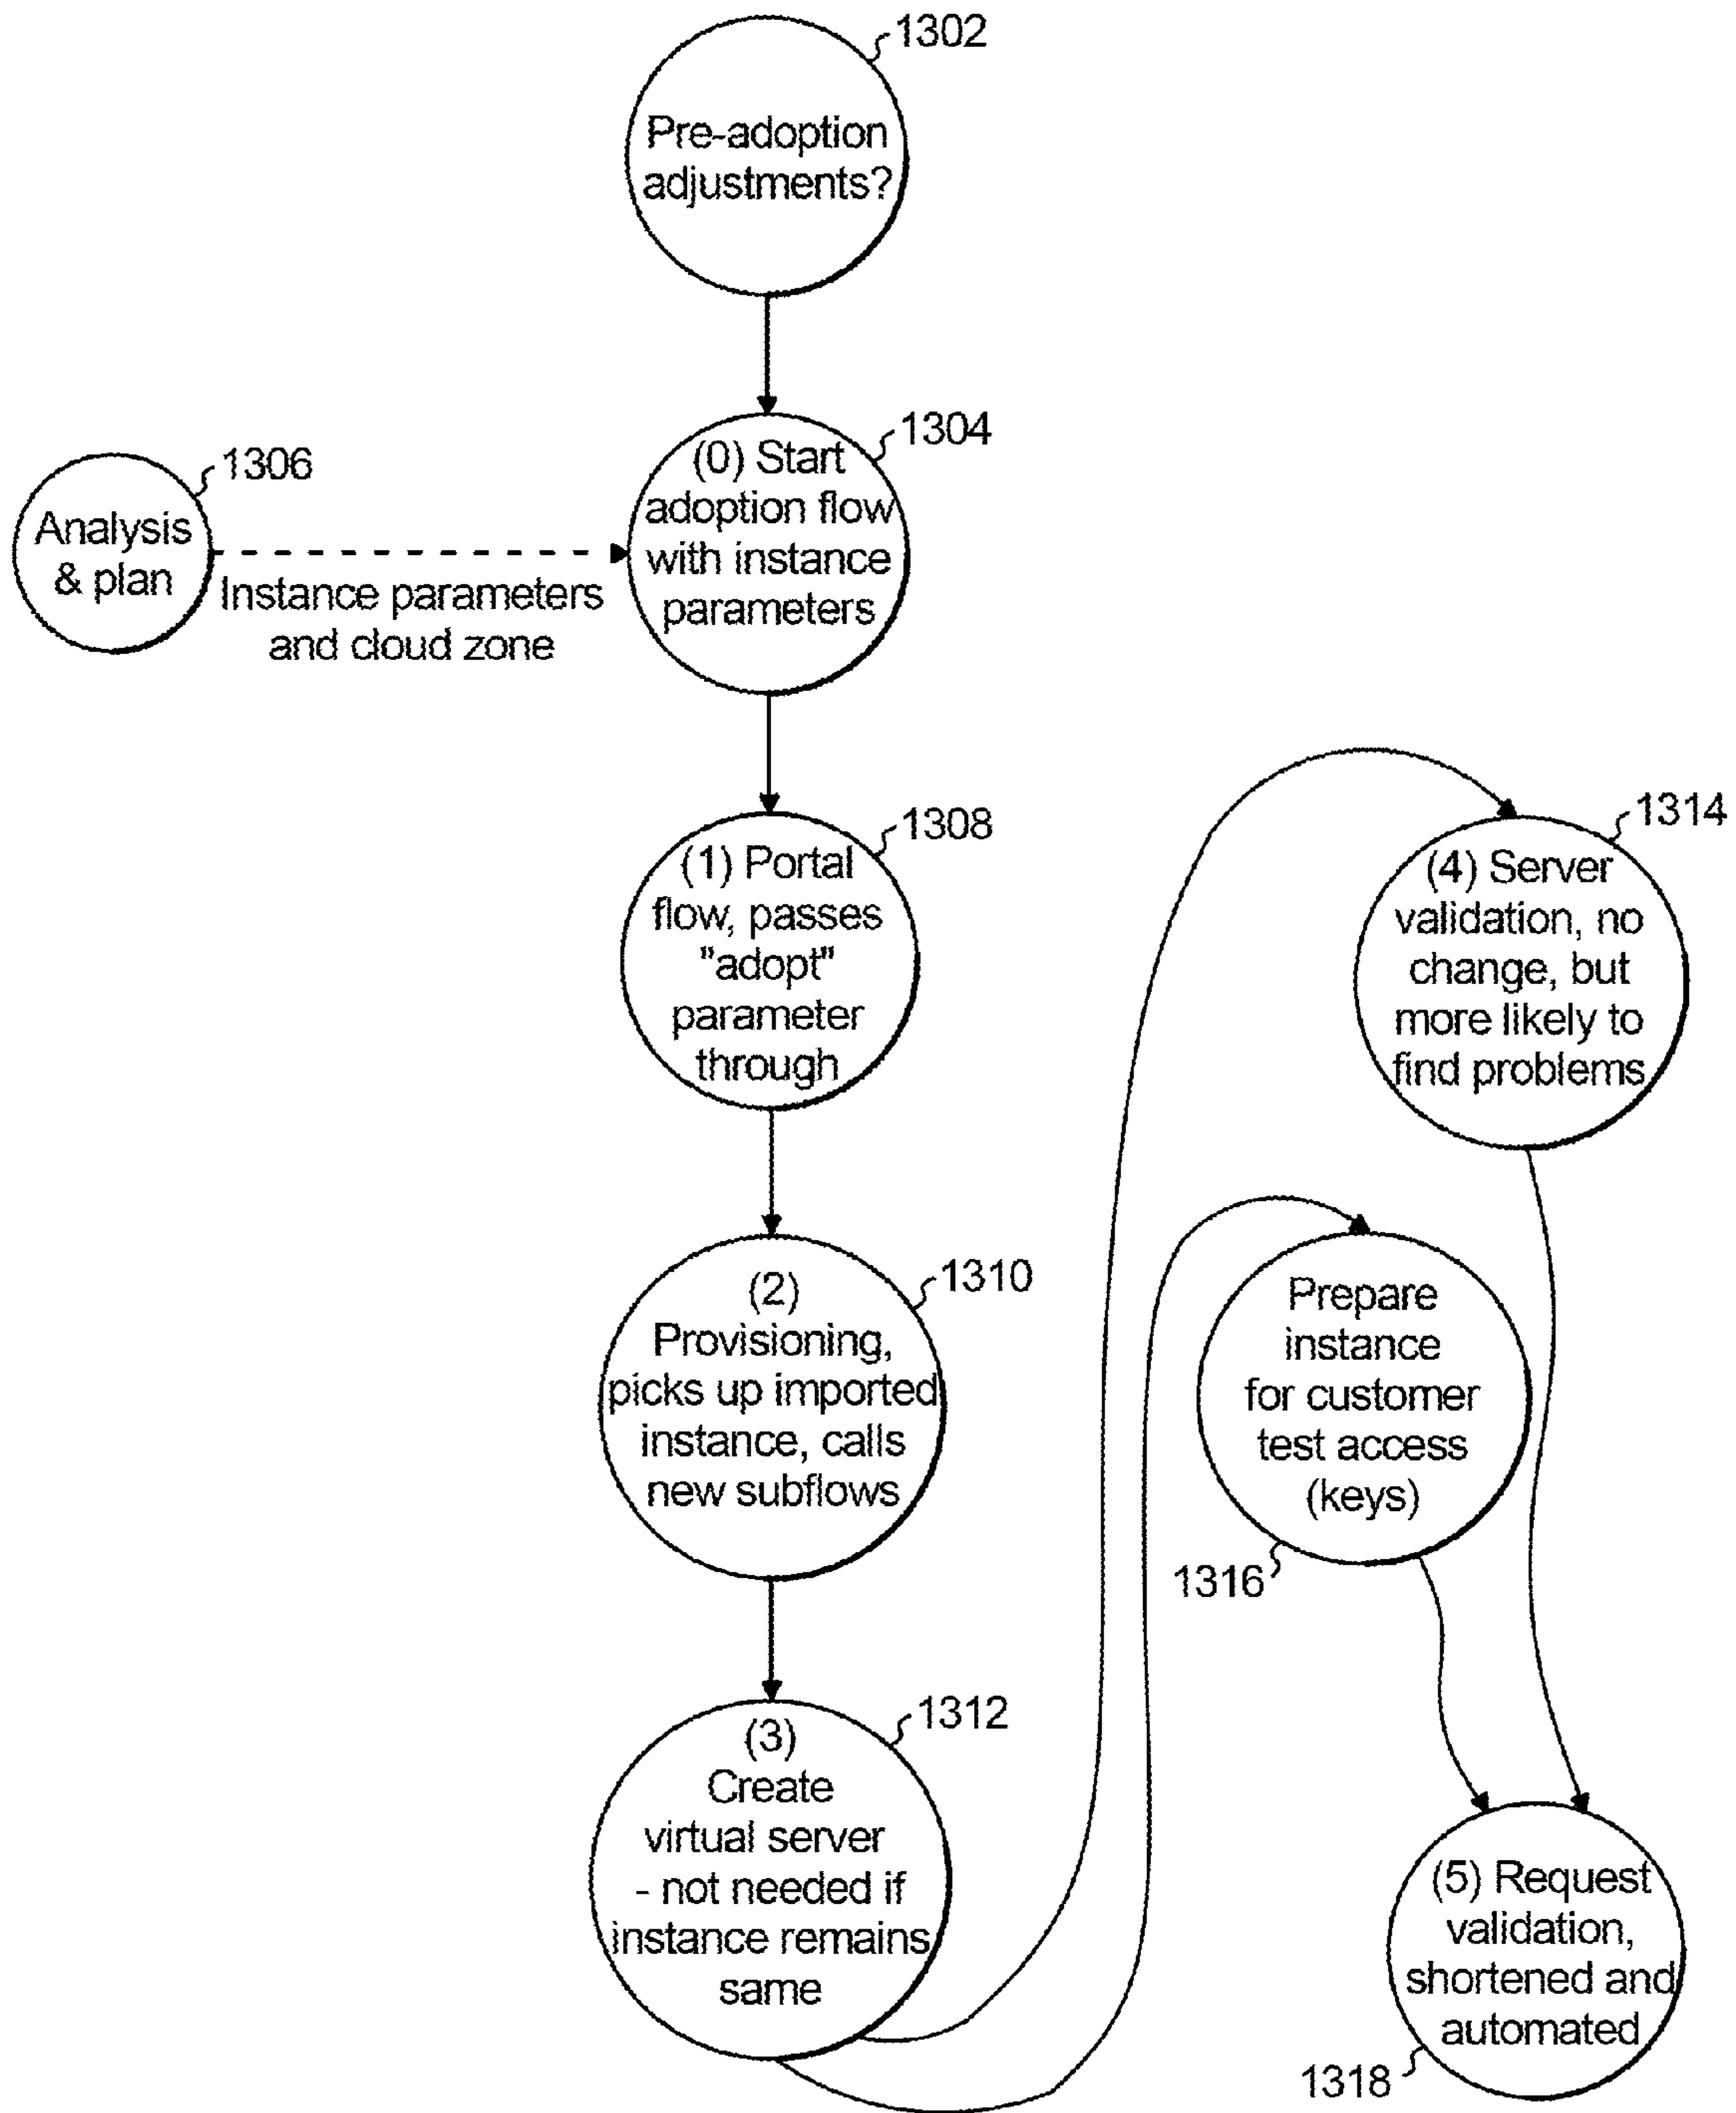 1302
Pre-adoption
adjustments?
1304
(0) Start
adoption flow
with instance
parameters
1306
Analysis
& plan
Instance parameters
and cloud zone
1308
(1) Portal
flow, passes
"adopt"
parameter
through
1310
(2)
Provisioning,
picks up imported
instance, calls
new subflows
1312
(3)
Create
virtual server
- not needed if
instance remains
same
1314
(4) Server
validation, no
change, but
more likely to
find problems
Prepare
instance
for customer
test access
(keys)
1316
(5) Request
validation,
shortened and
automated
1318